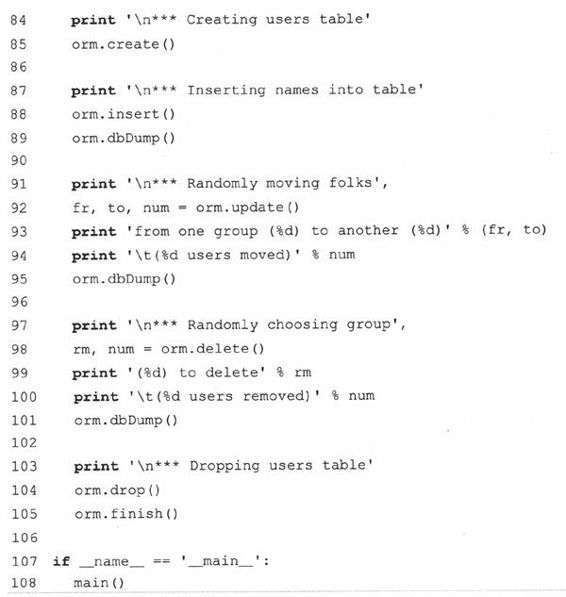 84 print '\n*** Creating users table'
85 orm.create()
86
87 print '\n*** Inserting names into table'
88 orm.insert()
89 orm.dbDump()
90
91 print '\n*** Randomly moving folks',
92 fr, to, num = orm.update()
93 print 'from one group (%d) to another (%d)' % (fr, to)
94 print '\t(%d users moved)' % num
95 orm.dbDump()
96
97 print '\n*** Randomly choosing group',
98 rm, num = orm.delete()
99 print '(%d) to delete' % rm
100 print '\t(%d users removed)' % num
101 orm.dbDump()
102
103 print '\n*** Dropping users table'
104 orm.drop()
105 orm.finish()
106
107 if __name__ == '__main__':
108 main()